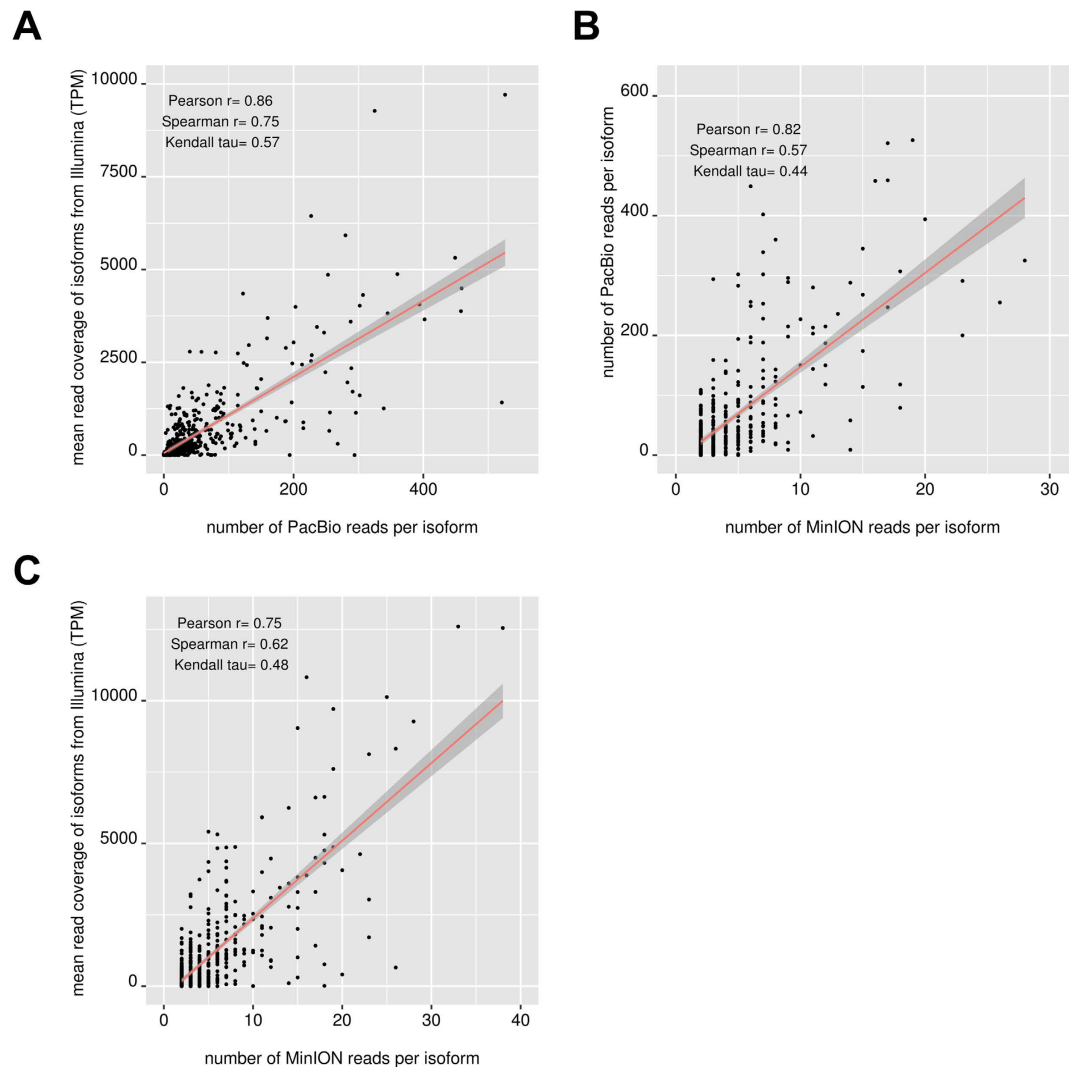 A
mean read coverage of isoforms from Illumina (TPM)
10000
7500
5000
2500
0
Pearson r= 0.86
Spearman r= 0.75
Kendall tau= 0.57
0 200 400
number of PacBio reads per isoform
B
number of PacBio reads per isoform
600
400
200
0
Pearson r= 0.82
Spearman r= 0.57
Kendall tau= 0.44
0 10 20 30
number of MinION reads per isoform
C
mean read coverage of isoforms from Illumina (TPM)
10000
5000
0
Pearson r= 0.75
Spearman r= 0.62
Kendall tau= 0.48
0 10 20 30 40
number of MinION reads per isoform